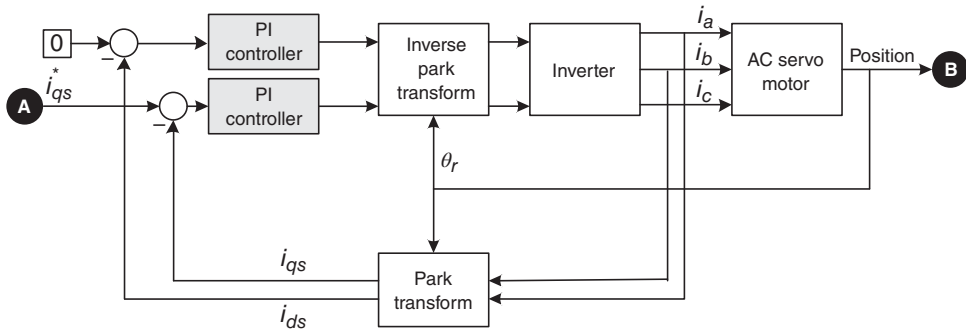 0
PI
controller
Inverse
park
transform
Inverter
i_a
i_b
i_c
AC servo
motor
Position
B
A
i*_qs
PI
controller
−
−
θ_r
i_qs
i_ds
Park
transform